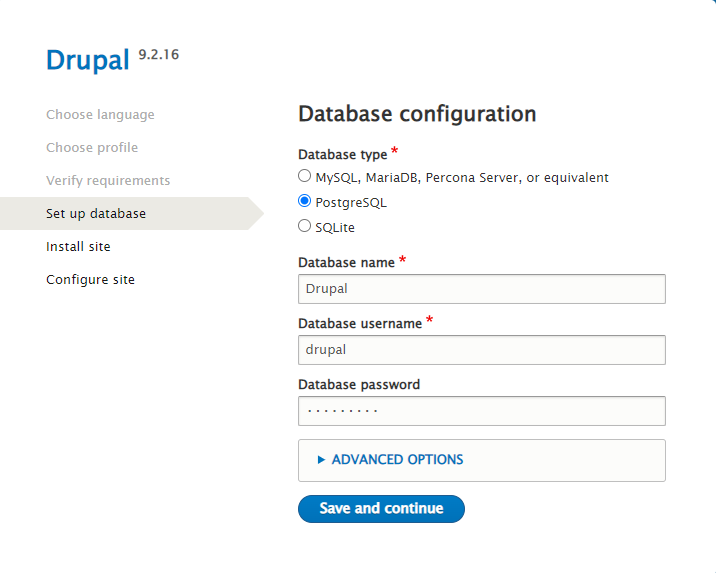 Drupal 9.2.16
Choose language
Choose profile
Verify requirements
Set up database
Install site
Configure site
Database configuration
Database type *
MySQL, MariaDB, Percona Server, or equivalent
PostgreSQL
SQLite
Database name *
Drupal
Database username *
drupal
Database password
·········
ADVANCED OPTIONS
Save and continue